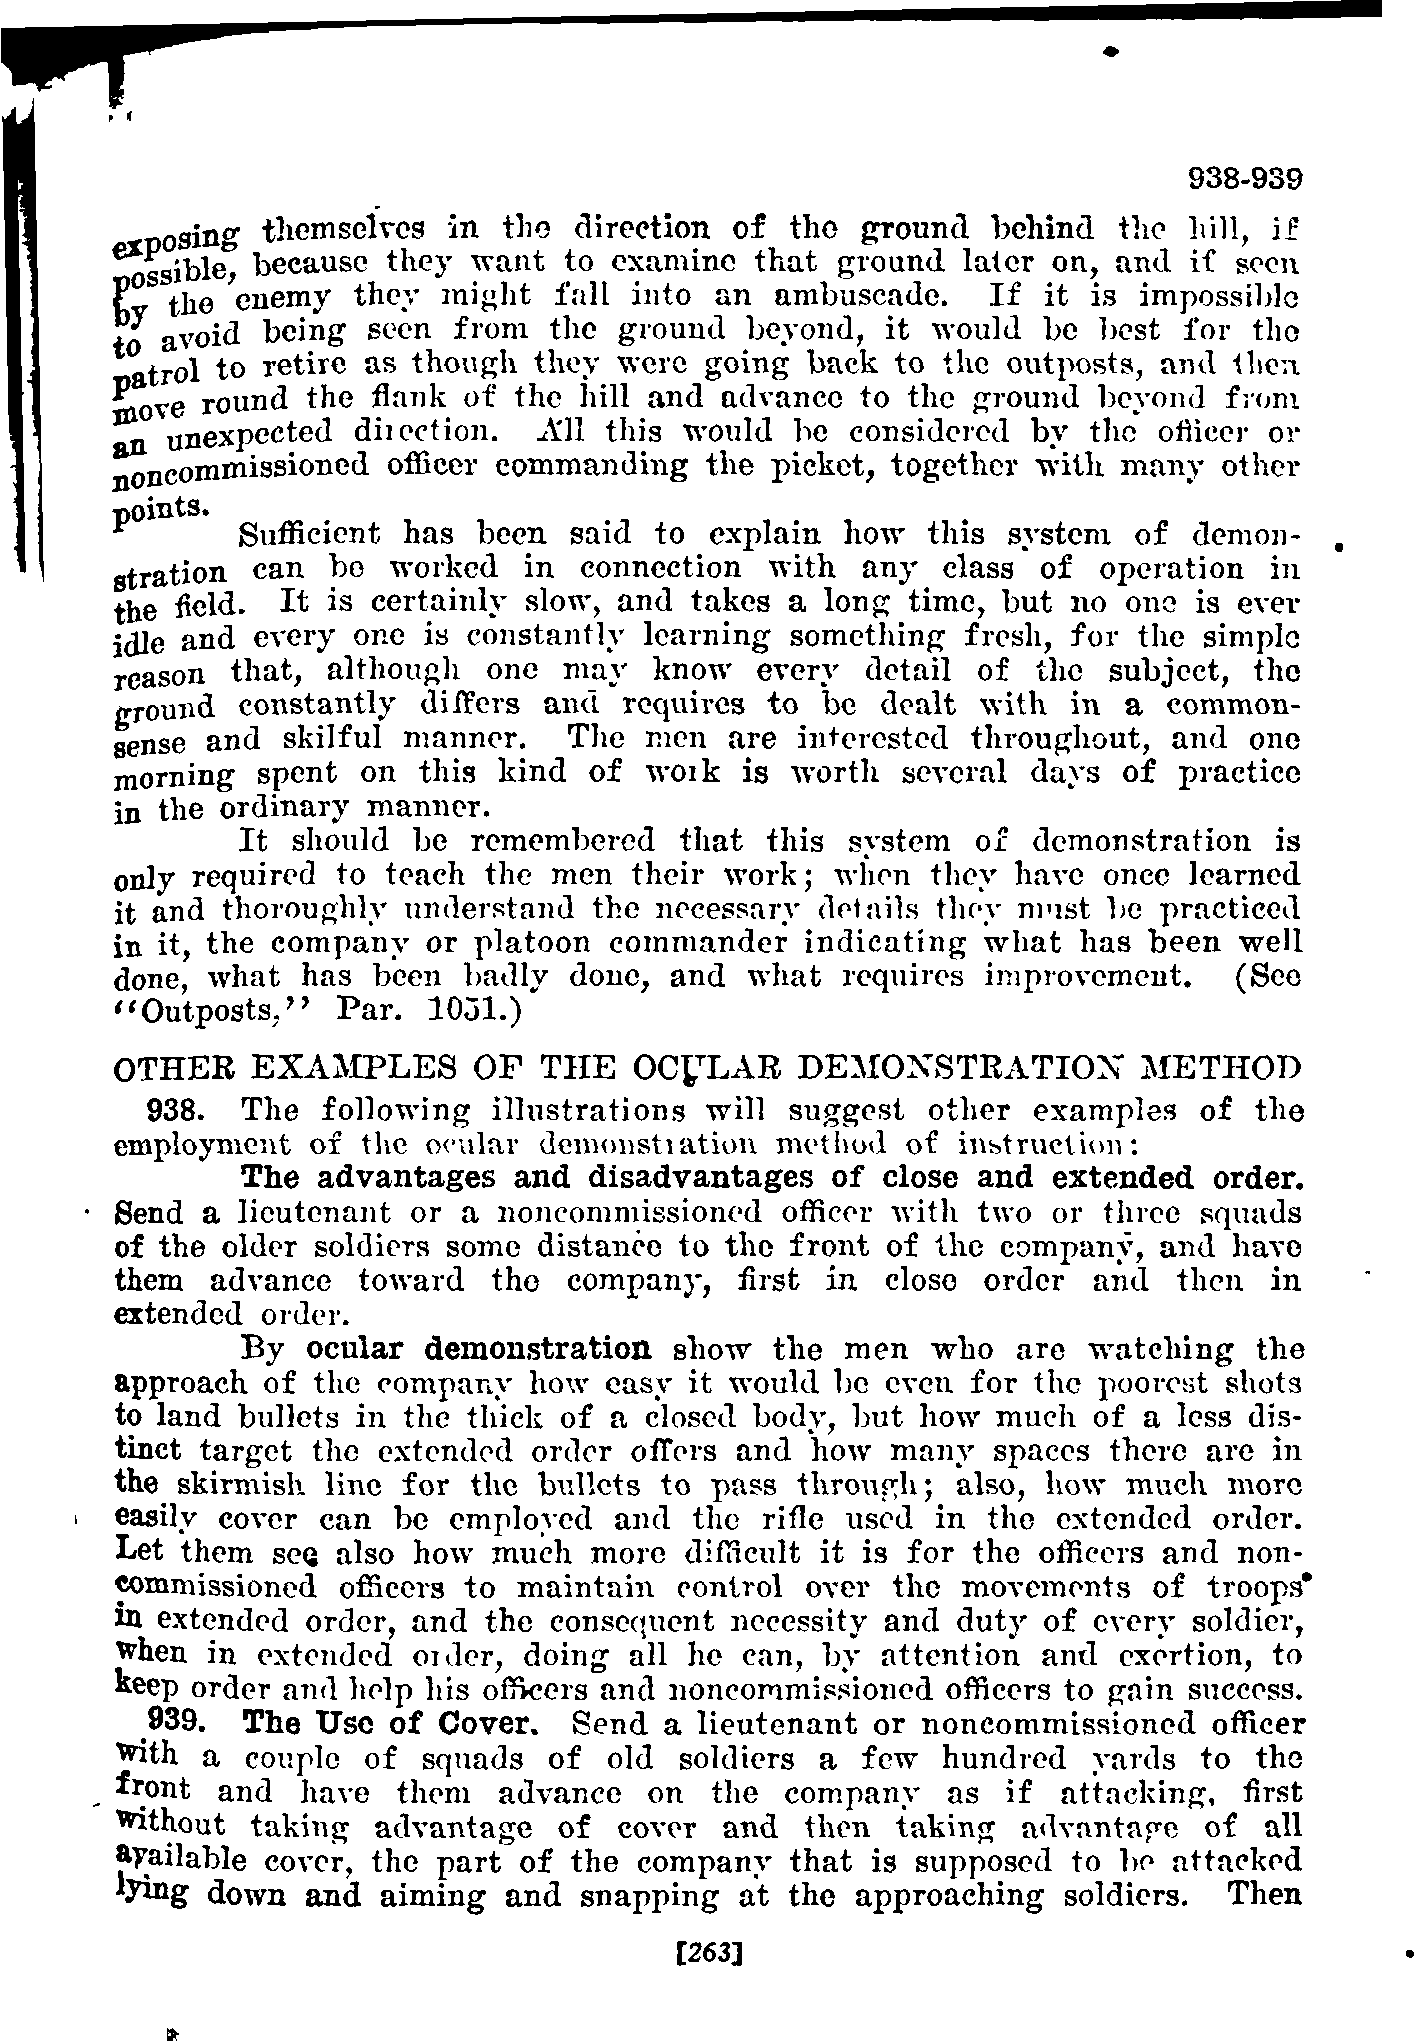 938-939
exposing themselves in the direction of the ground behind the hill, if
possible, because they want to examine that ground later on, and if seen
by the enemy they might fall into an ambuscade. If it is impossible
to avoid being seen from the ground beyond, it would be best for the
patrol to retire as though they were going back to the outposts, and then
move round the flank of the hill and advance to the ground beyond from
an unexpected direction. All this would be considered by the officer or
noncommissioned officer commanding the picket, together with many other
points.
Sufficient has been said to explain how this system of demon-
stration can be worked in connection with any class of operation in
the field. It is certainly slow, and takes a long time, but no one is ever
idle and every one is constantly learning something fresh, for the simple
reason that, although one may know every detail of the subject, the
ground constantly differs and requires to be dealt with in a common-
sense and skilful manner. The men are interested throughout, and one
morning spent on this kind of work is worth several days of practice
in the ordinary manner.
It should be remembered that this system of demonstration is
only required to teach the men their work; when they have once learned
it and thoroughly understand the necessary details they must be practiced
in it, the company or platoon commander indicating what has been well
done, what has been badly done, and what requires improvement. (See
“Outposts,” Par. 1051.)
OTHER EXAMPLES OF THE OCULAR DEMONSTRATION METHOD
938. The following illustrations will suggest other examples of the
employment of the ocular demonstration method of instruction:
The advantages and disadvantages of close and extended order.
Send a lieutenant or a noncommissioned officer with two or three squads
of the older soldiers some distance to the front of the company, and have
them advance toward the company, first in close order and then in
extended order.
By ocular demonstration show the men who are watching the
approach of the company how easy it would be even for the poorest shots
to land bullets in the thick of a closed body, but how much of a less dis-
tinct target the extended order offers and how many spaces there are in
the skirmish line for the bullets to pass through; also, how much more
easily cover can be employed and the rifle used in the extended order.
Let them see also how much more difficult it is for the officers and non-
commissioned officers to maintain control over the movements of troops
in extended order, and the consequent necessity and duty of every soldier,
when in extended order, doing all he can, by attention and exertion, to
keep order and help his officers and noncommissioned officers to gain success.
939. The Use of Cover. Send a lieutenant or noncommissioned officer
with a couple of squads of old soldiers a few hundred yards to the
front and have them advance on the company as if attacking, first
without taking advantage of cover and then taking advantage of all
available cover, the part of the company that is supposed to be attacked
lying down and aiming and snapping at the approaching soldiers. Then
[263]